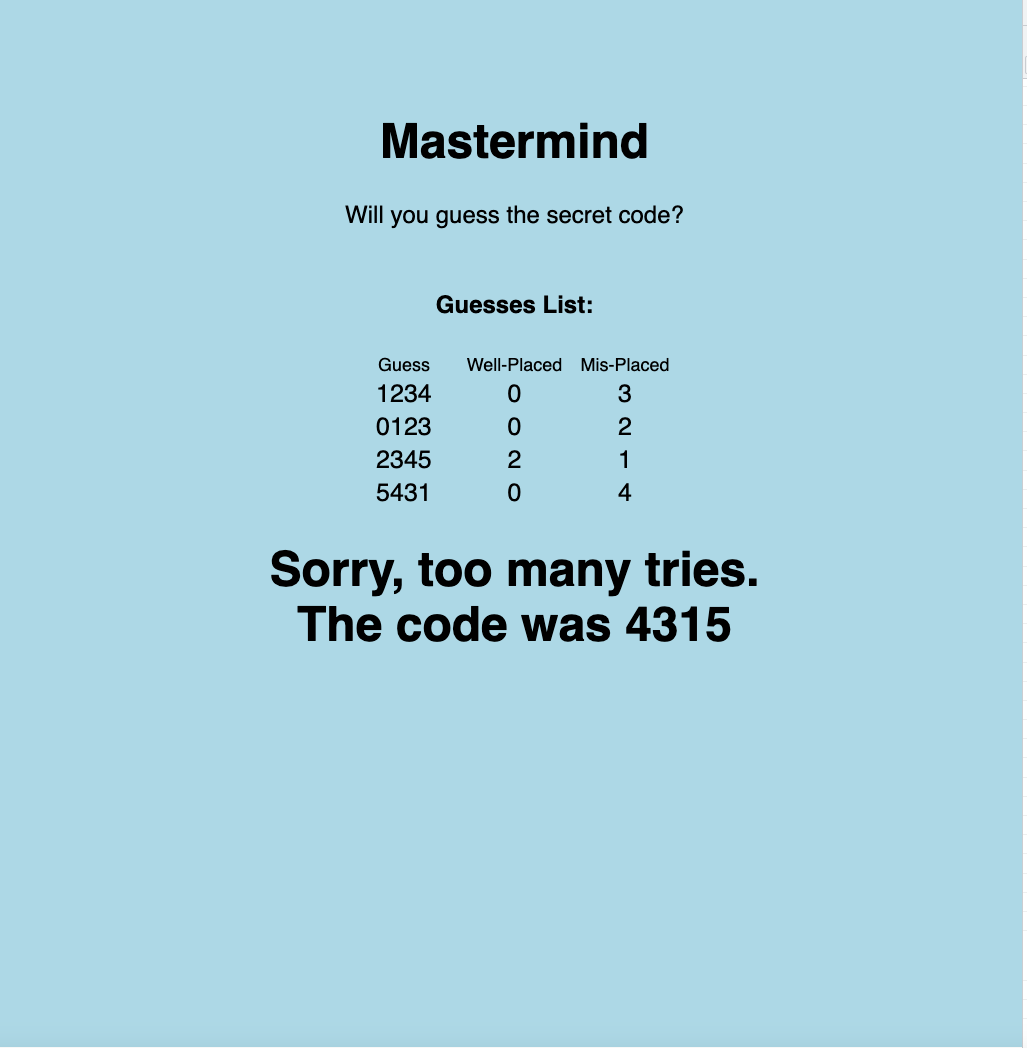 Mastermind
Will you guess the secret code?
Guesses List:
Guess Well-Placed Mis-Placed
1234 0 3
0123 0 2
2345 2 1
5431 0 4
Sorry, too many tries.
The code was 4315